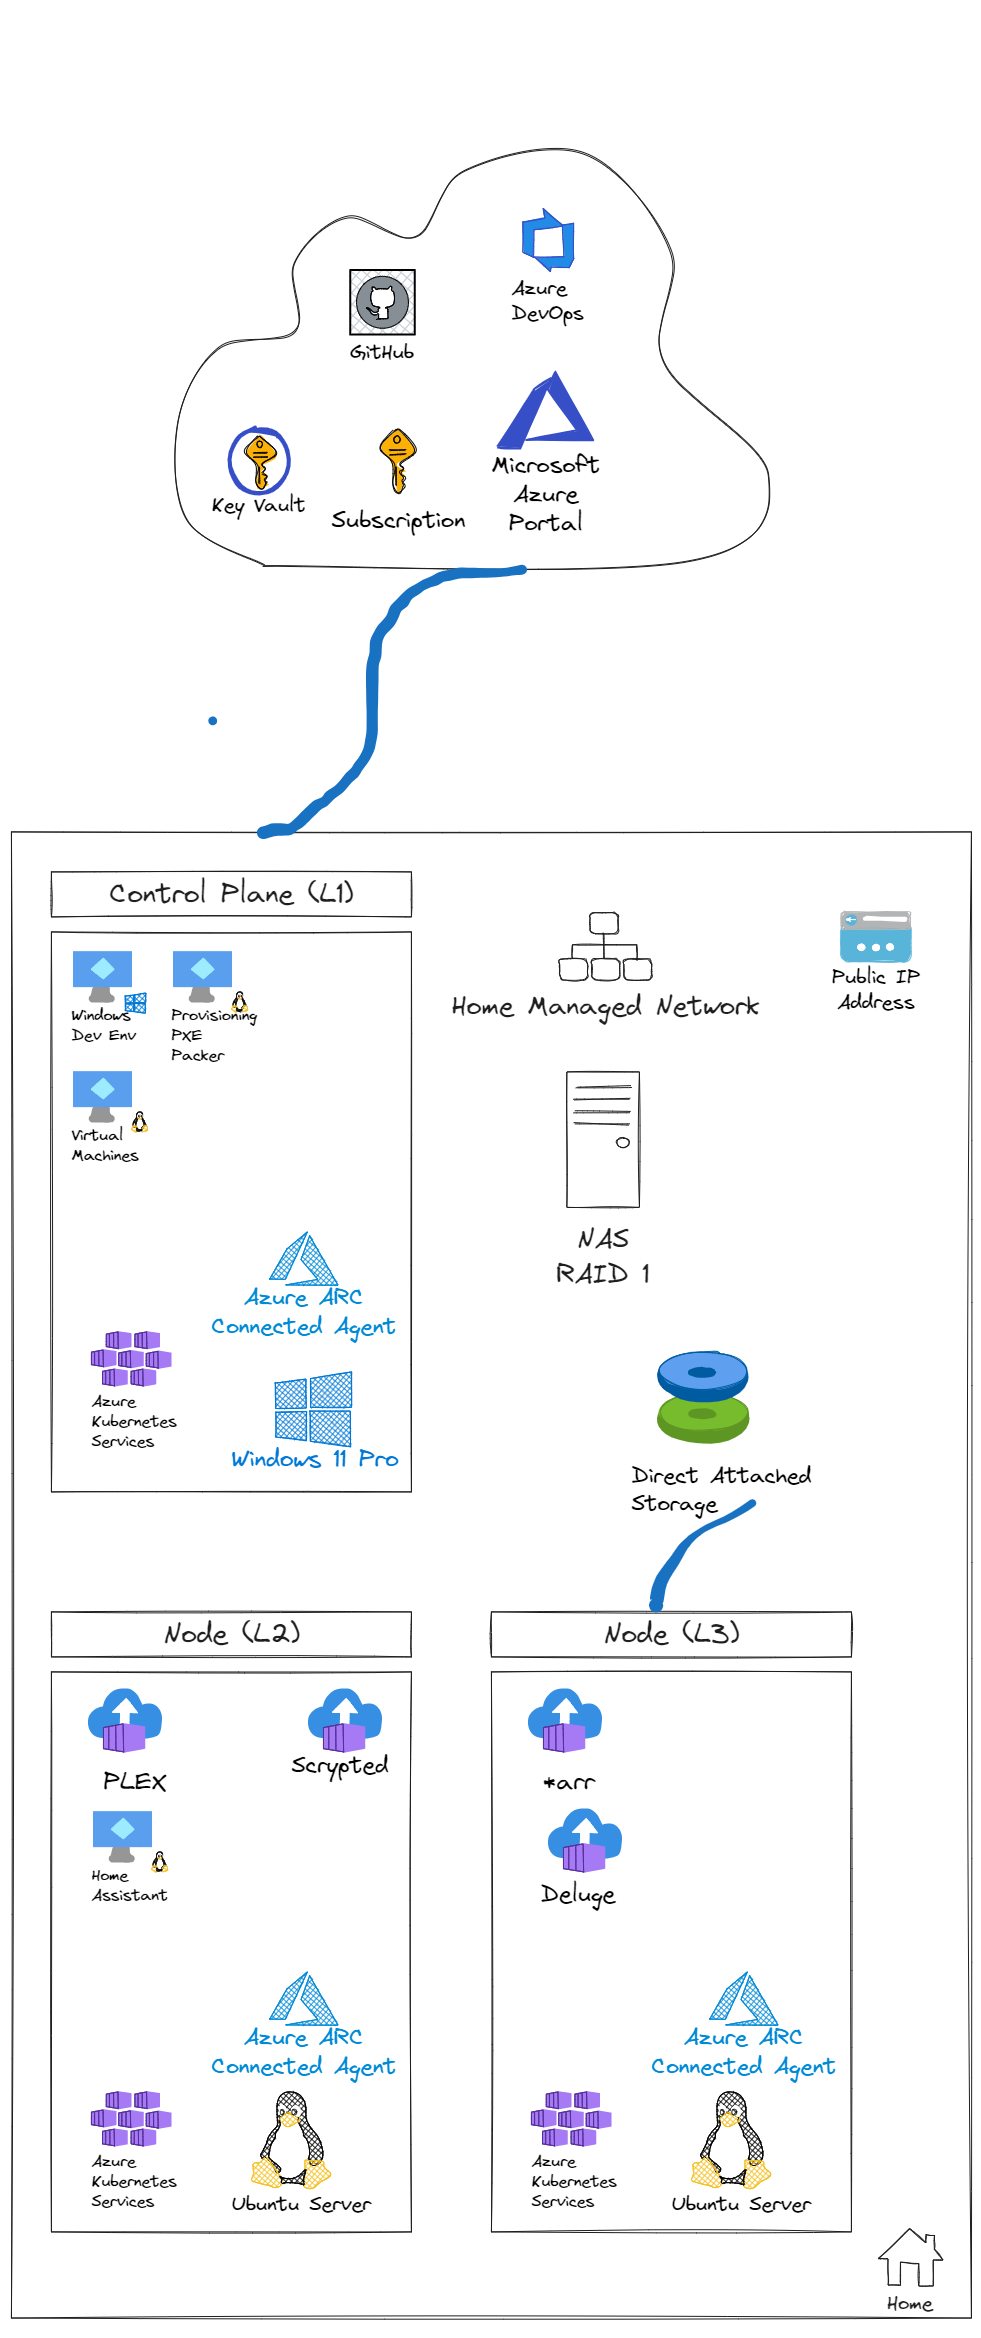 Azure
DevOps
GitHub
Microsoft
Azure
Portal
Key Vault
Subscription
Control Plane (L1)
Windows
Dev Env
Provisioning
PXE
Packer
Home Managed Network
Public IP
Address
Virtual
Machines
NAS
RAID 1
Azure ARC
Connected Agent
Azure
Kubernetes
Services
Windows 11 Pro
Direct Attached
Storage
Node (L2)
Node (L3)
PLEX
Scrypted
Home
Assistant
*arr
Deluge
Azure ARC
Connected Agent
Azure
Kubernetes
Services
Ubuntu Server
Azure ARC
Connected Agent
Azure
Kubernetes
Services
Ubuntu Server
Home